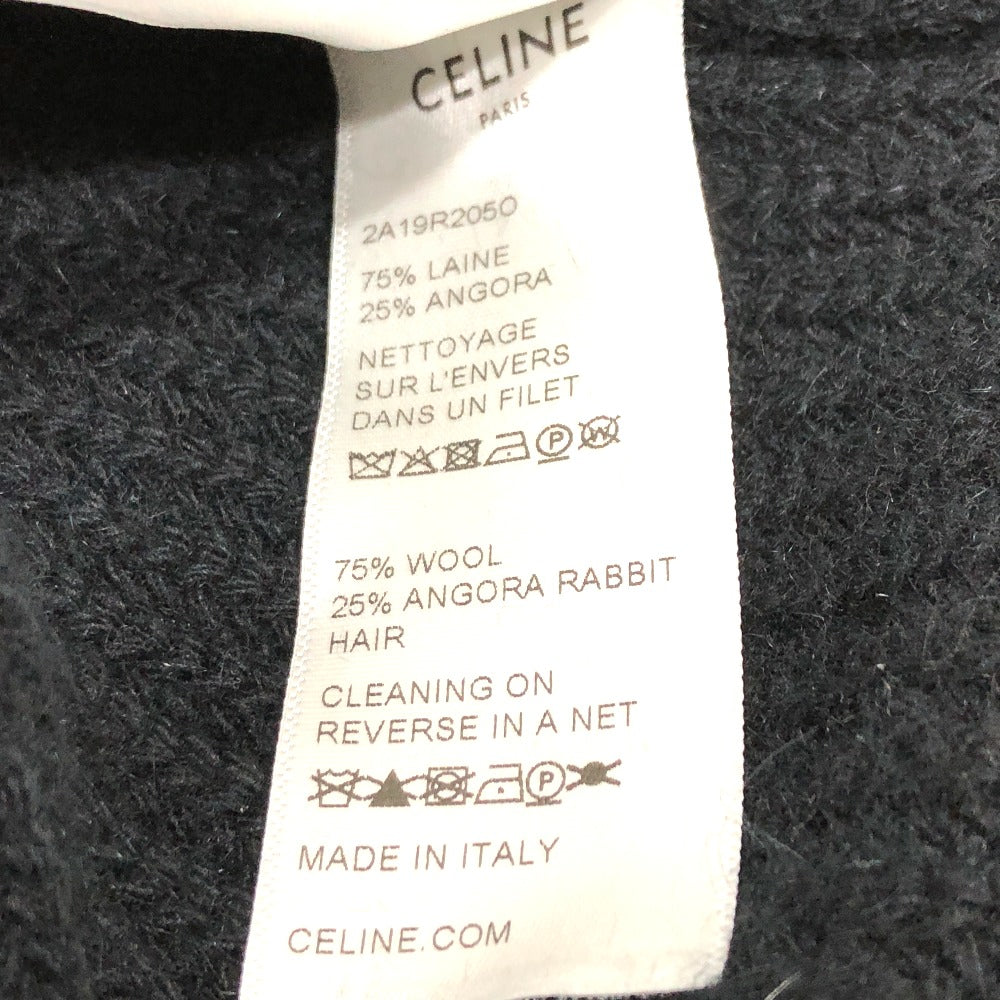 CELINE
PARIS
2A19R205O
75% LAINE
25% ANGORA
NETTOYAGE
SUR L'ENVERS
DANS UN FILET
P W
75% WOOL
25% ANGORA RABBIT
HAIR
CLEANING ON
REVERSE IN A NET
P
MADE IN ITALY
CELINE.COM